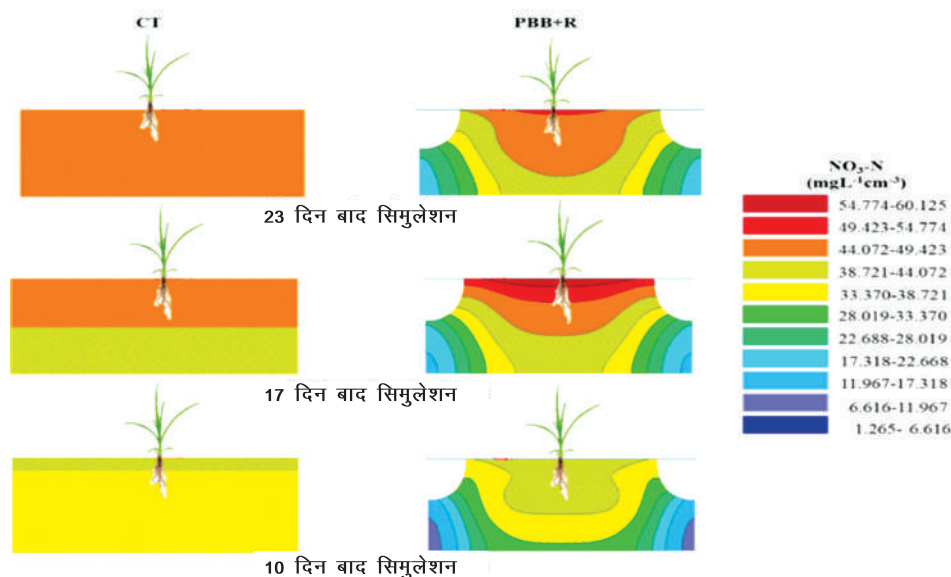 CT
PBB+R
23 दिन बाद सिमुलेशन
17 दिन बाद सिमुलेशन
10 दिन बाद सिमुलेशन
NO₃-N
(mgL⁻¹cm⁻³)
54.774-60.125
49.423-54.774
44.072-49.423
38.721-44.072
33.370-38.721
28.019-33.370
22.688-28.019
17.318-22.668
11.967-17.318
6.616-11.967
1.265- 6.616